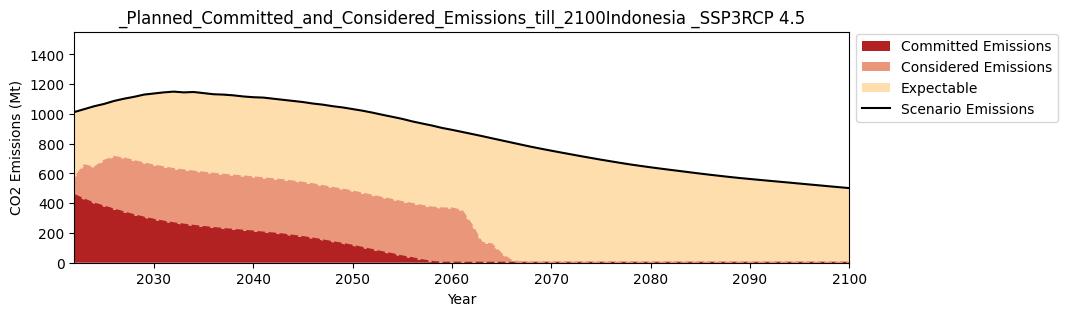 _Planned_Committed_and_Considered_Emissions_till_2100Indonesia _SSP3RCP 4.5
1400
1200
1000
800
600
400
200
0
CO2 Emissions (Mt)
2030 2040 2050 2060 2070 2080 2090 2100
Year
Committed Emissions
Considered Emissions
Expectable
Scenario Emissions